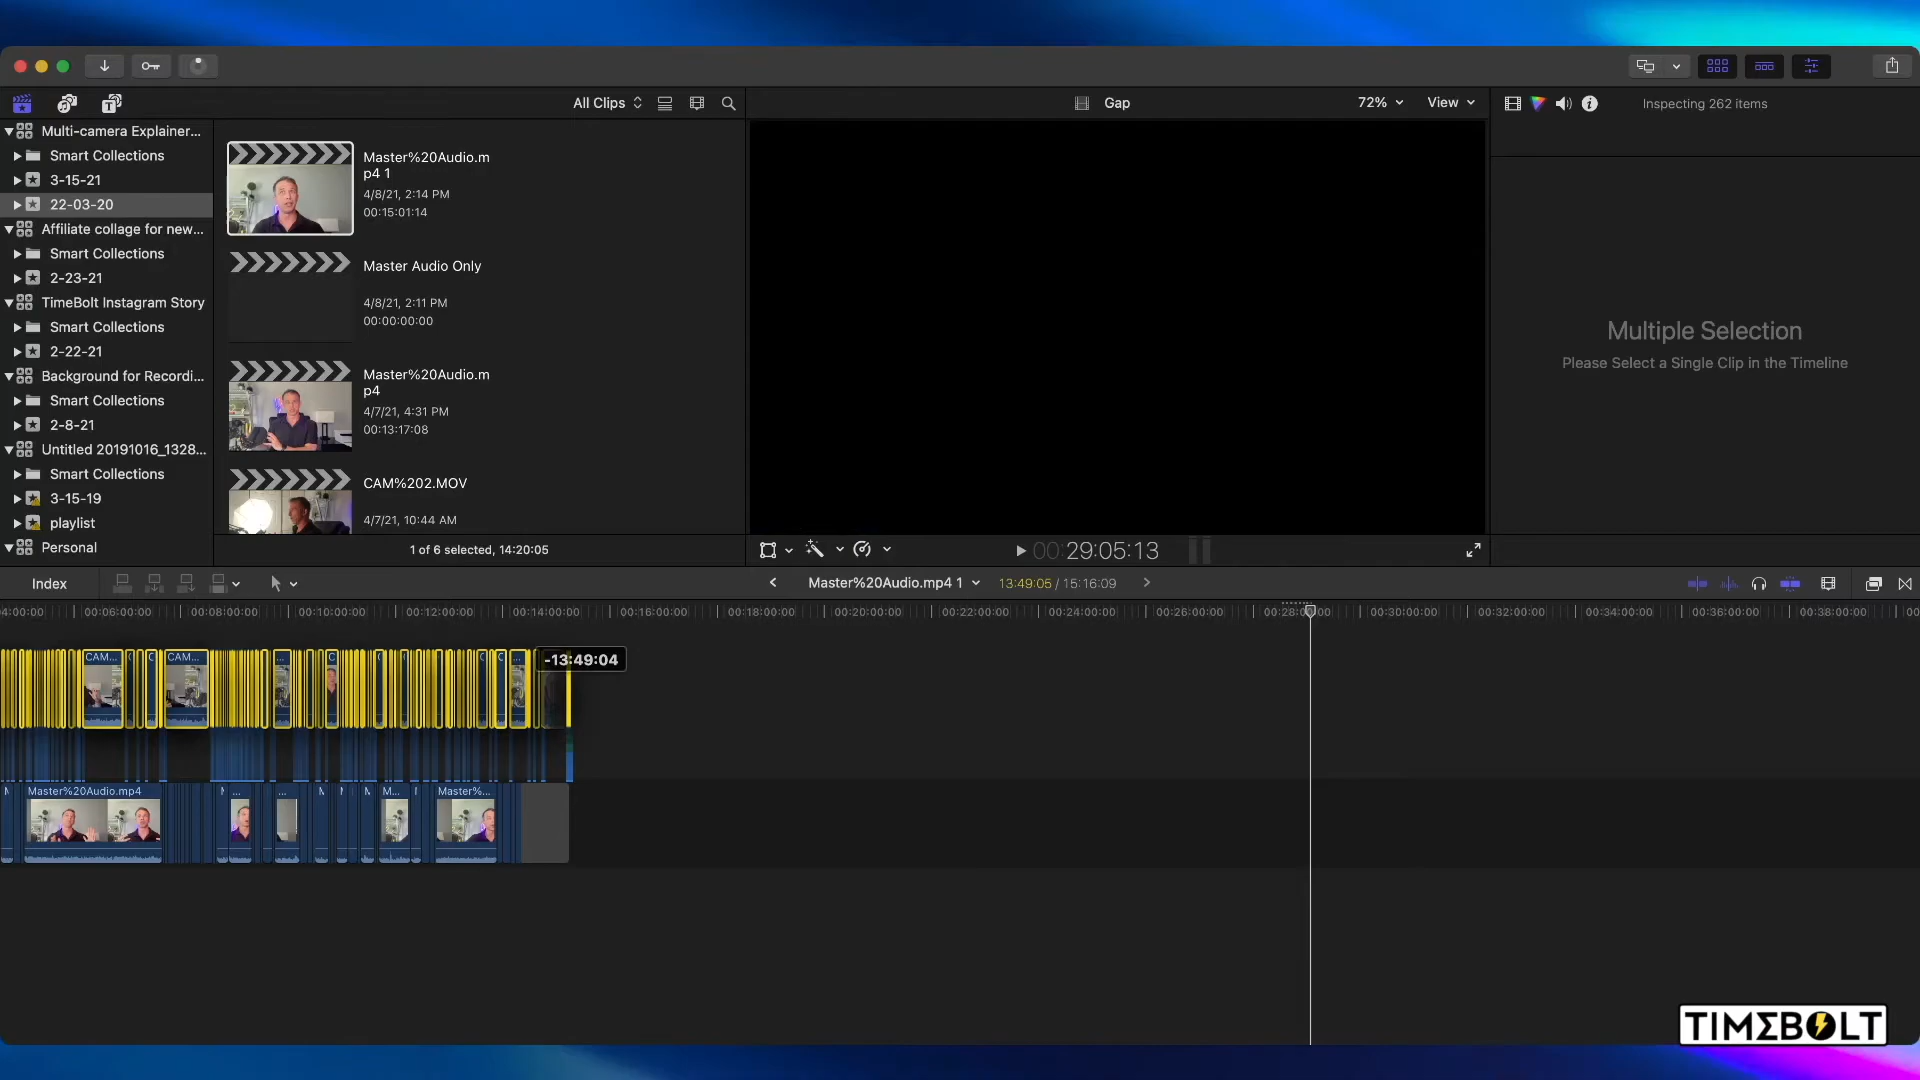 All Clips
Gap
72%
View
Inspecting 262 items
Multi-camera Explainer...
Smart Collections
3-15-21
22-03-20
Affiliate collage for new...
Smart Collections
2-23-21
TimeBolt Instagram Story
Smart Collections
2-22-21
Background for Recordi...
Smart Collections
2-8-21
Untitled 20191016_1328...
Smart Collections
3-15-19
playlist
Personal
Master%20Audio.m
p4 1
4/8/21, 2:14 PM
00:15:01:14
Master Audio Only
4/8/21, 2:11 PM
00:00:00:00
Master%20Audio.m
p4
4/7/21, 4:31 PM
00:13:17:08
CAM%202.MOV
4/7/21, 10:44 AM
1 of 6 selected, 14:20:05
Multiple Selection
Please Select a Single Clip in the Timeline
00:29:05:13
Index
Master%20Audio.mp4 1
13:49:05 / 15:16:09
4:00:00
00:06:00:00
00:08:00:00
00:10:00:00
00:12:00:00
00:14:00:00
00:16:00:00
00:18:00:00
00:20:00:00
00:22:00:00
00:24:00:00
00:26:00:00
00:28:00:00
00:30:00:00
00:32:00:00
00:34:00:00
00:36:00:00
00:38:00:00
00
CAM...
CAM...
-13:49:04
Master%20Audio.mp4
M...
Master%...
TIMEBOLT